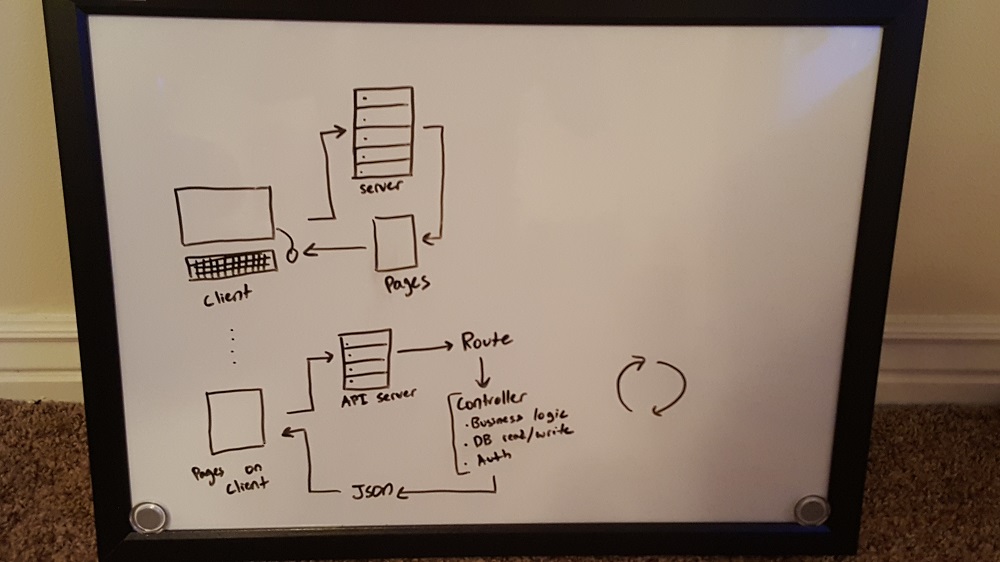 server
Pages
Client
API server
Route
Controller
· Business logic
· DB read/write
· Auth
Pages on
Client
Json